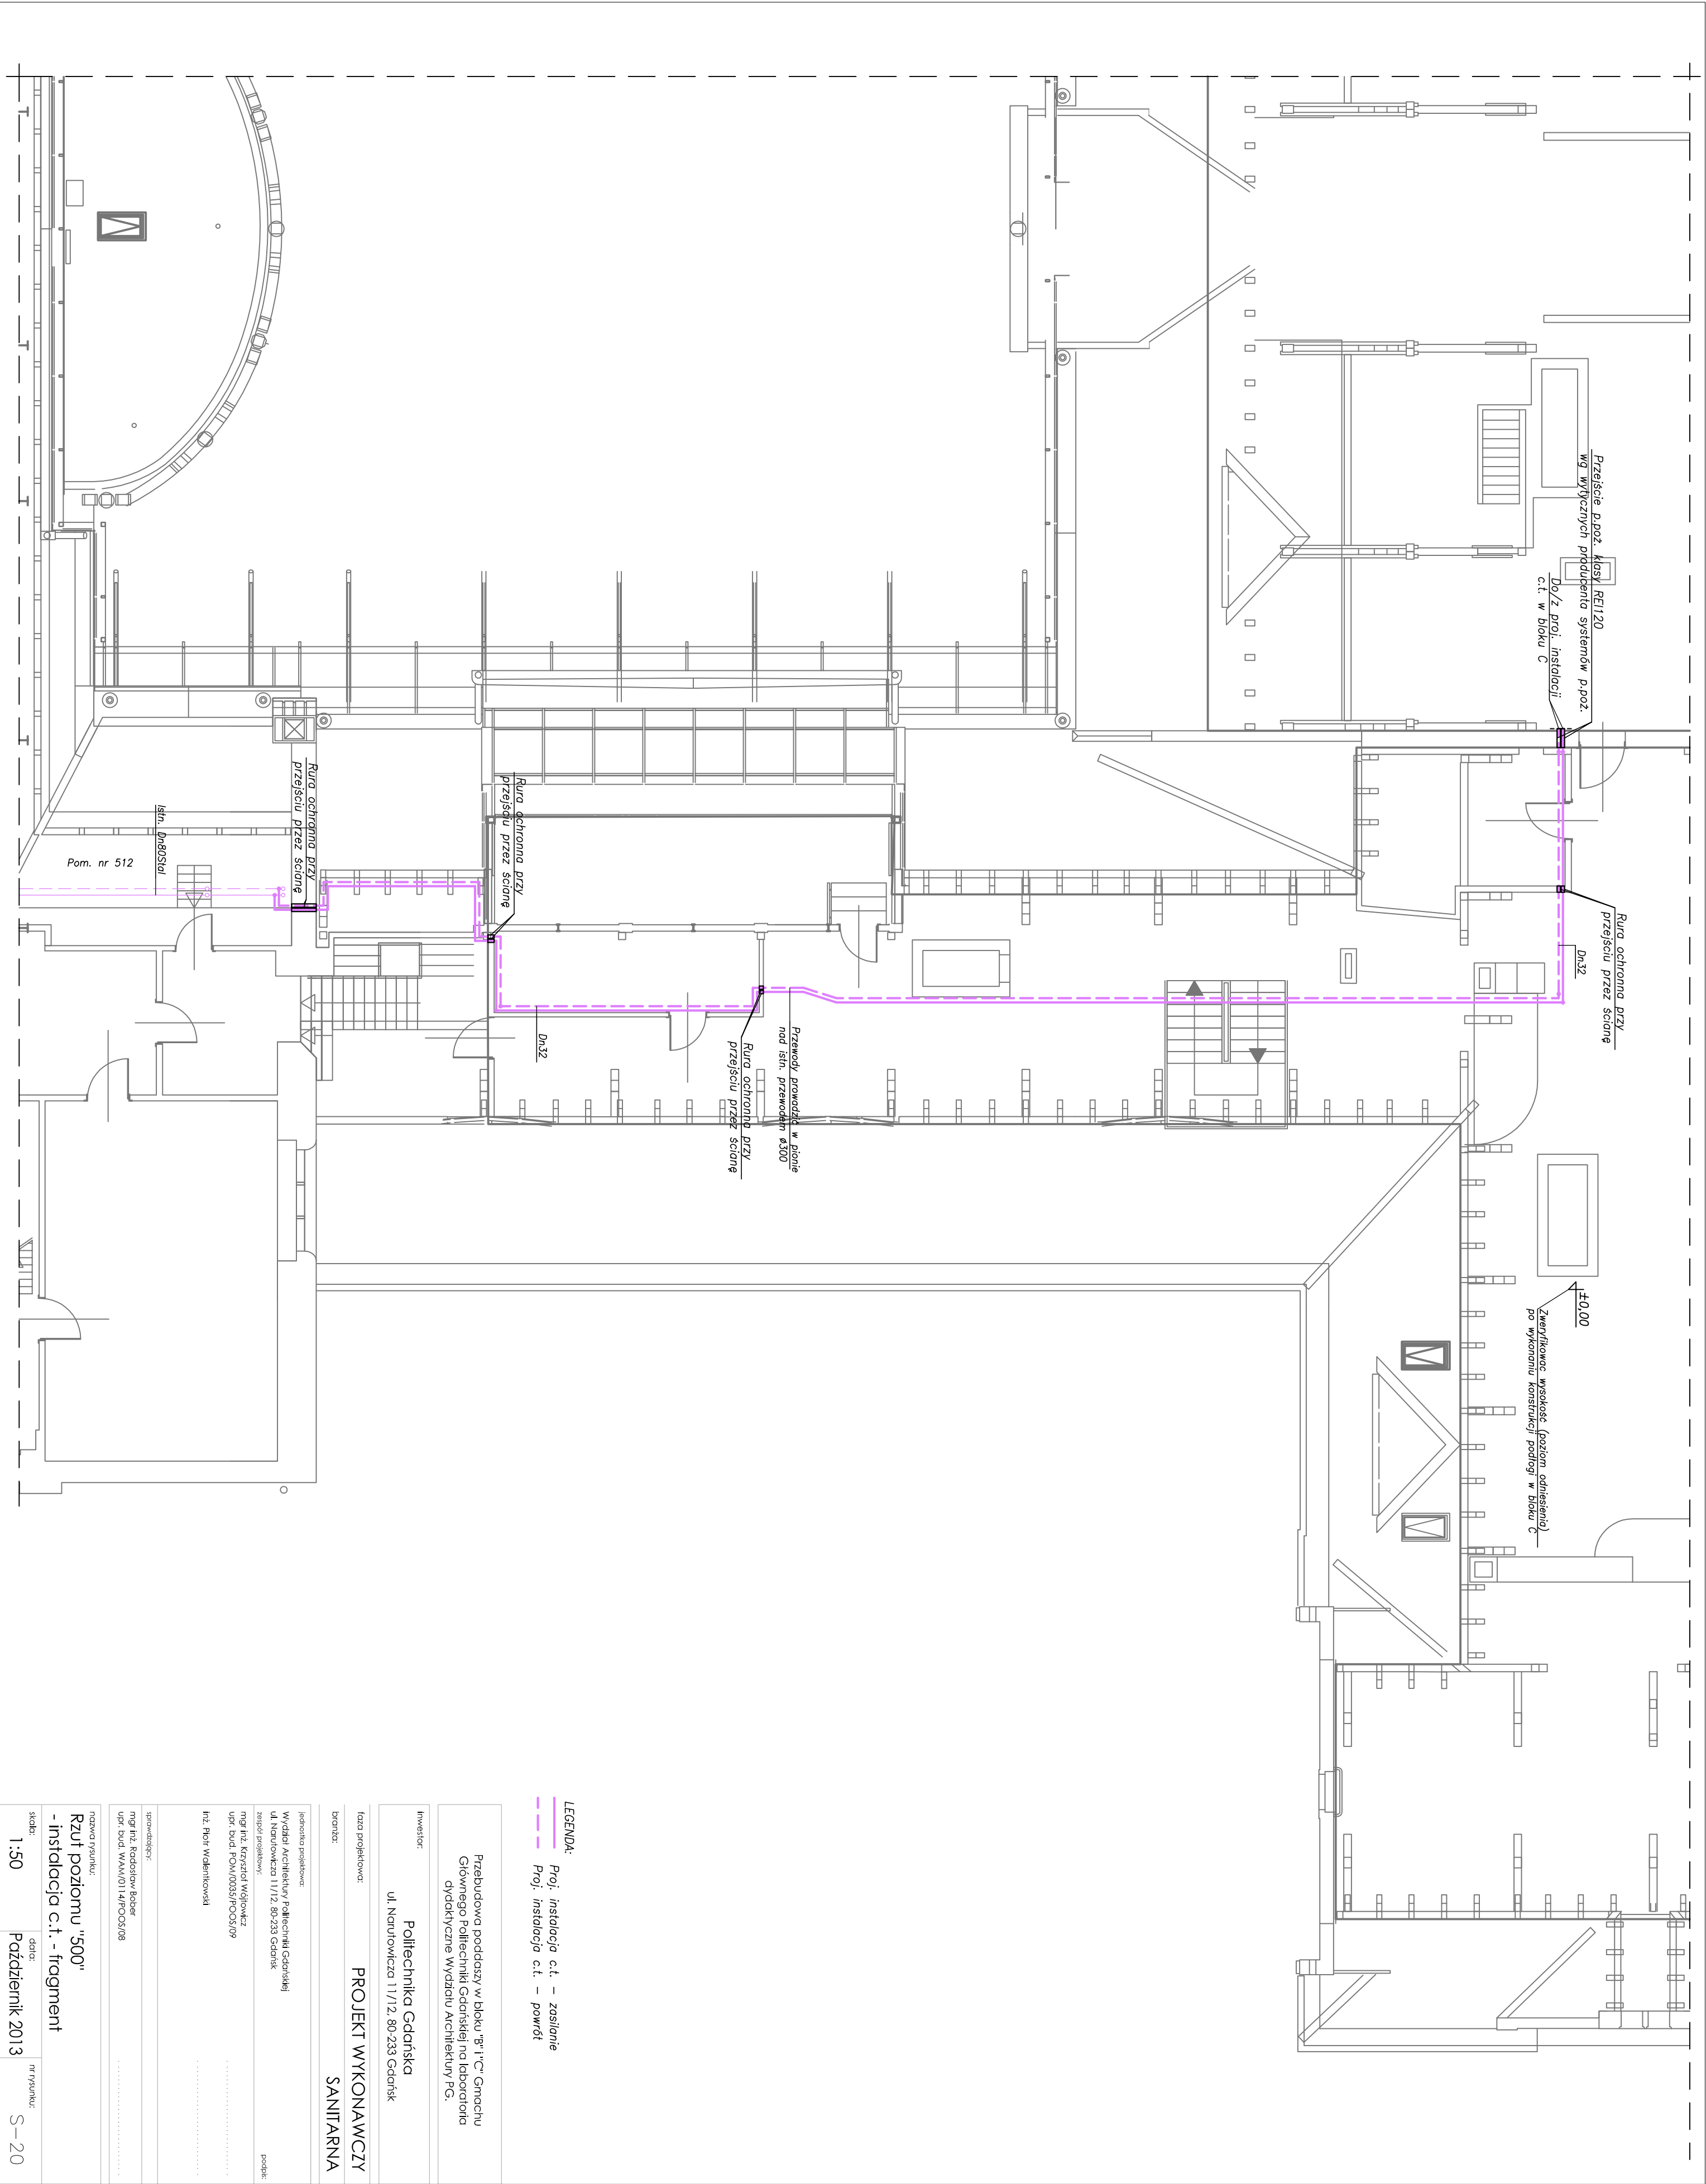 Przejście p.poż. klasy REI120
wg wytycznych producenta systemów p.poż.
Do/z proj. instalacji
c.t. w bloku C
Rura ochronna przy
przejściu przez ścianę
Dn32
±0,00
Zweryfikowac wysokość (poziom odniesienia)
po wykonaniu konstrukcji podłogi w bloku C
Przewody prowadzić w pionie
nad istn. przewodem ø300
Rura ochronna przy
przejściu przez ścianę
Dn32
Rura ochronna przy
przejściu przez ścianę
Rura ochronna przy
przejściu przez ścianę
Istn. Dn80Stal
Pom. nr 512
LEGENDA:
Proj. instalacja c.t. – zasilanie
Proj. instalacja c.t. – powrót
Przebudowa poddaszy w bloku "B" i "C" Gmachu
Głównego Politechniki Gdańskiej na laboratoria
dydaktyczne Wydziału Architektury PG.
inwestor:
Politechnika Gdańska
ul. Narutowicza 11/12, 80-233 Gdańsk
faza projektowa:
PROJEKT WYKONAWCZY
branża:
SANITARNA
jednostka projektowa:
Wydział Architektury Politechniki Gdańskiej
ul. Narutowicza 11/12, 80-233 Gdańsk
zespół projektowy:
podpis:
mgr inż. Krzysztof Wójtowicz
upr. bud. POM/0035/POOS/09
inż. Piotr Walentkowski
sprawdzający:
mgr inż. Radosław Bober
upr. bud. WAM/0114/POOS/08
nazwa rysunku:
Rzut poziomu "500"
- instalacja c.t. - fragment
skala:
1:50
data:
Październik 2013
nr rysunku:
S-20